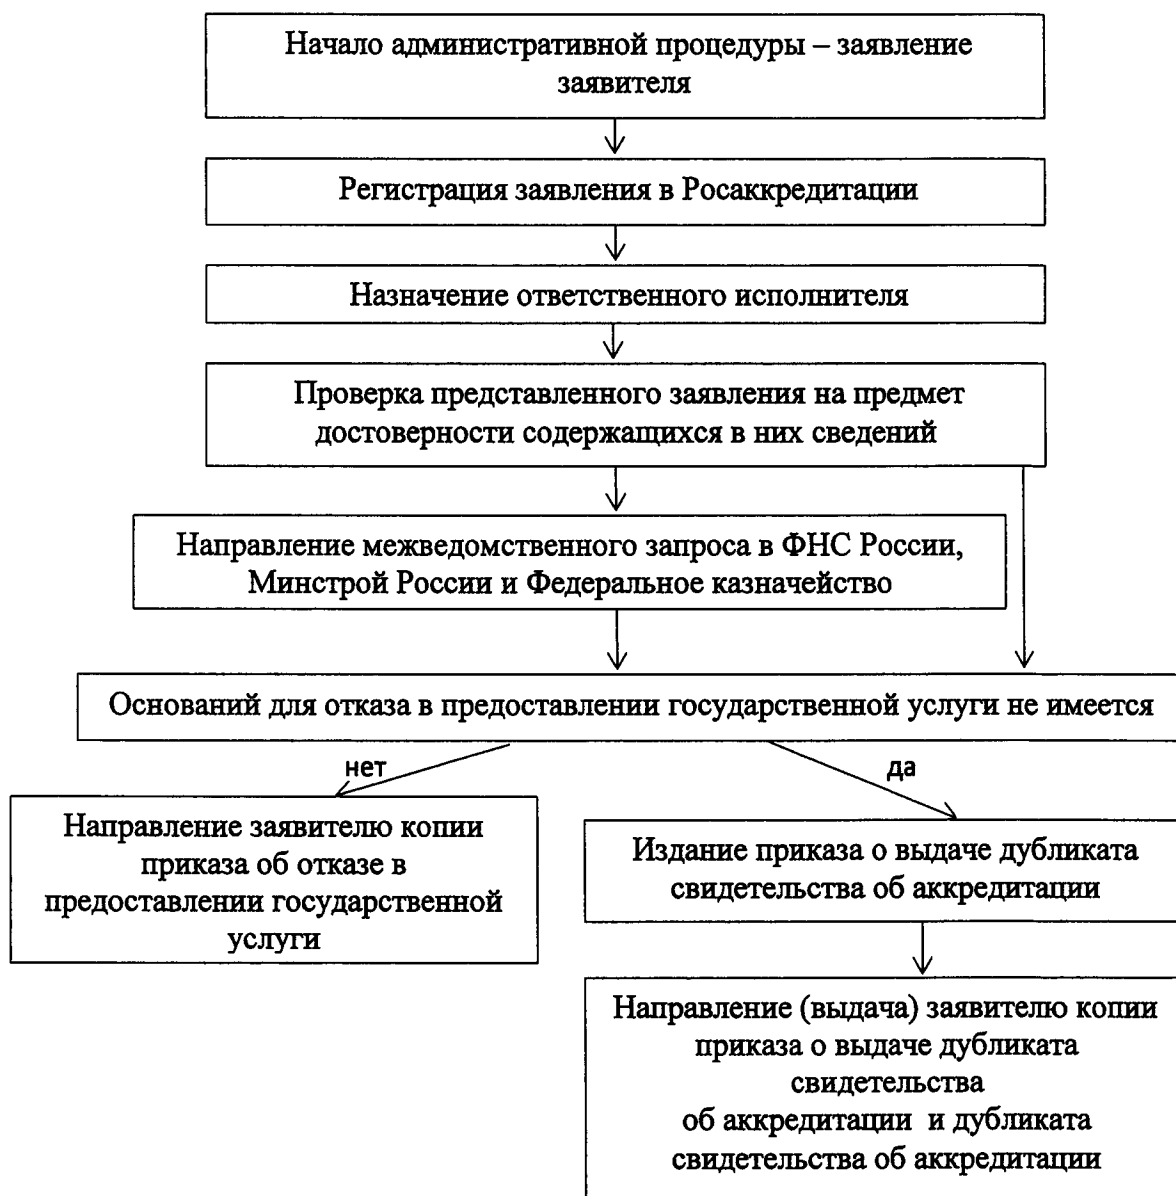 Начало административной процедуры – заявление
заявителя
Регистрация заявления в Росаккредитации
Назначение ответственного исполнителя
Проверка представленного заявления на предмет
достоверности содержащихся в них сведений
Направление межведомственного запроса в ФНС России,
Минстрой России и Федеральное казначейство
Оснований для отказа в предоставлении государственной услуги не имеется
нет
да
Направление заявителю копии
приказа об отказе в
предоставлении государственной
услуги
Издание приказа о выдаче дубликата
свидетельства об аккредитации
Направление (выдача) заявителю копии
приказа о выдаче дубликата
свидетельства
об аккредитации и дубликата
свидетельства об аккредитации